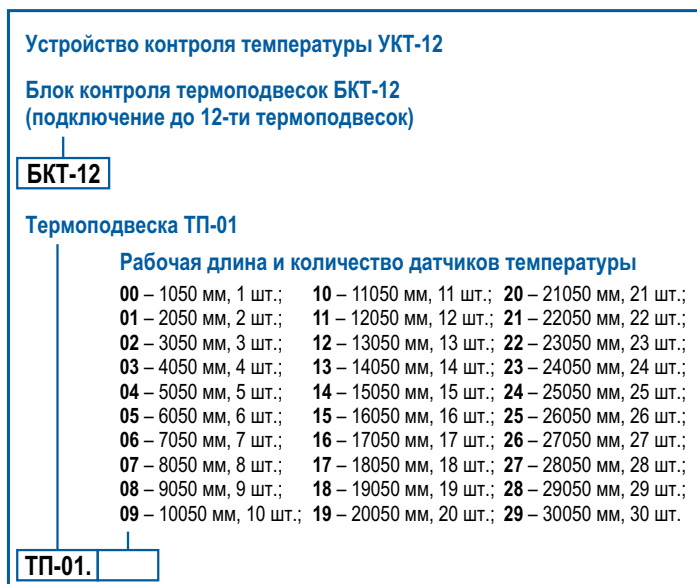 Устройство контроля температуры УКТ-12
Блок контроля термоподвесок БКТ-12
(подключение до 12-ти термоподвесок)
БКТ-12
Термоподвеска ТП-01
Рабочая длина и количество датчиков температуры
00 – 1050 мм, 1 шт.; 10 – 11050 мм, 11 шт.; 20 – 21050 мм, 21 шт.;
01 – 2050 мм, 2 шт.; 11 – 12050 мм, 12 шт.; 21 – 22050 мм, 22 шт.;
02 – 3050 мм, 3 шт.; 12 – 13050 мм, 13 шт.; 22 – 23050 мм, 23 шт.;
03 – 4050 мм, 4 шт.; 13 – 14050 мм, 14 шт.; 23 – 24050 мм, 24 шт.;
04 – 5050 мм, 5 шт.; 14 – 15050 мм, 15 шт.; 24 – 25050 мм, 25 шт.;
05 – 6050 мм, 6 шт.; 15 – 16050 мм, 16 шт.; 25 – 26050 мм, 26 шт.;
06 – 7050 мм, 7 шт.; 16 – 17050 мм, 17 шт.; 26 – 27050 мм, 27 шт.;
07 – 8050 мм, 8 шт.; 17 – 18050 мм, 18 шт.; 27 – 28050 мм, 28 шт.;
08 – 9050 мм, 9 шт.; 18 – 19050 мм, 19 шт.; 28 – 29050 мм, 29 шт.;
09 – 10050 мм, 10 шт.; 19 – 20050 мм, 20 шт.; 29 – 30050 мм, 30 шт.
ТП-01.